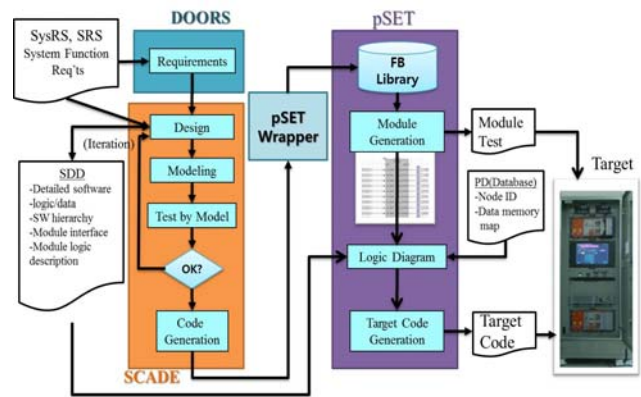 DOORS
pSET
SysRS, SRS
System Function
Req'ts
Requirements
FB
Library
(Iteration)
Design
pSET
Wrapper
Module
Generation
Module
Test
Target
SDD
-Detailed software
-logic/data
-SW hierarchy
-Module interface
-Module logic
description
Modeling
Test by Model
PD(Database)
-Node ID
-Data memory
map
OK?
Logic Diagram
Code
Generation
Target Code
Generation
Target
Code
SCADE